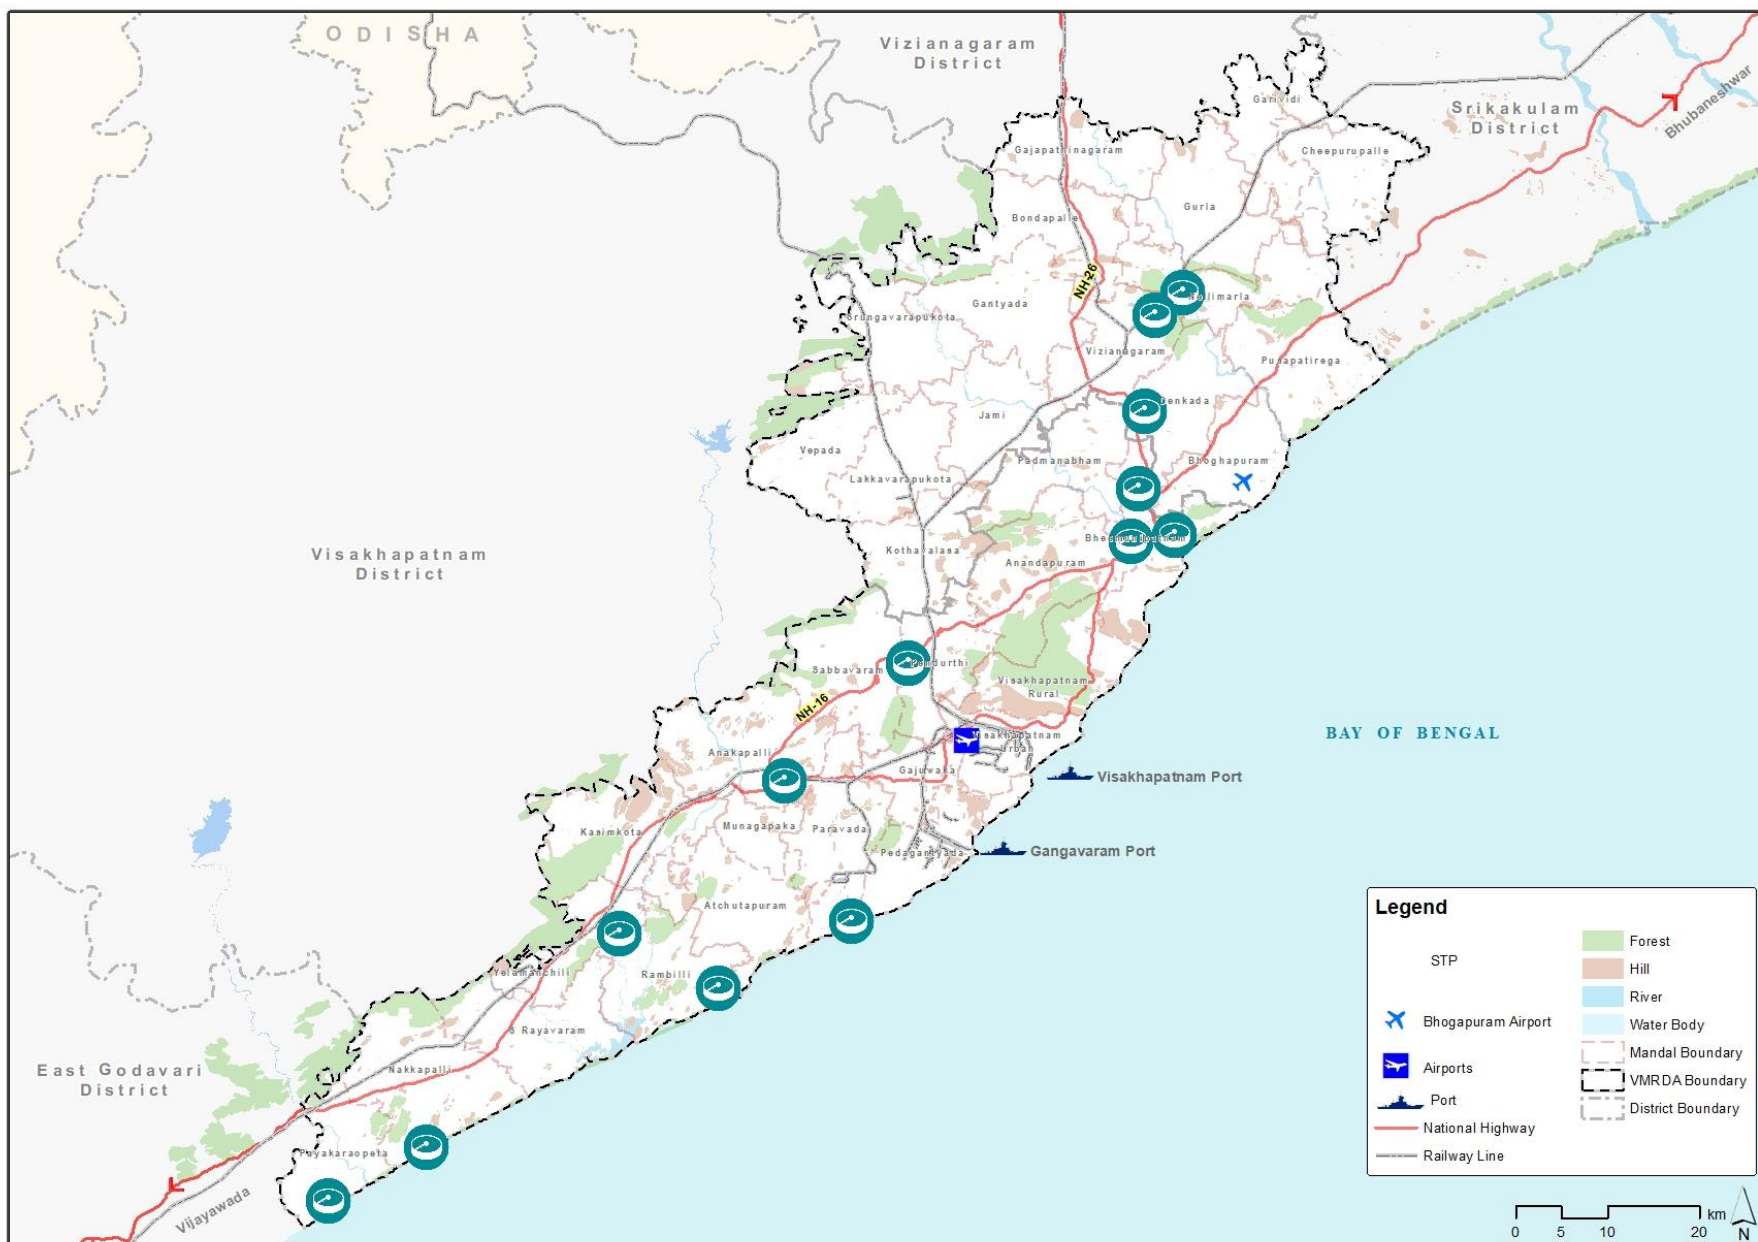 ODISHA
Vizianagaram
District
Srikakulam
District
Bhubaneshwar
Garividi
Gajapathinagaram
Cheepurupalle
Bondapalle
Gurla
NH-26
Nellimarla
Gantyada
Srungavarapukota
Vizianagaram
Pusapatirega
Denkada
Jami
Vepada
Padmanabham
Bhoghapuram
Lakkavarapukota
Visakhapatnam
District
Kothavalasa
Bheemunipatnam
Anandapuram
Sabbavaram
Pendurthi
Visakhapatnam
Rural
NH-16
BAY OF BENGAL
Anakapalli
Visakhapatnam
Urban
Gajuwaka
Visakhapatnam Port
Kasimkota
Munagapaka
Paravada
Pedagantyada
Gangavaram Port
Atchutapuram
Yelamanchili
Rambilli
S Rayavaram
East Godavari
District
Nakkapalli
Payakaraopeta
Vijayawada
Legend
STP
Bhogapuram Airport
Airports
Port
National Highway
Railway Line
Forest
Hill
River
Water Body
Mandal Boundary
VMRDA Boundary
District Boundary
km
0 5 10 20
N